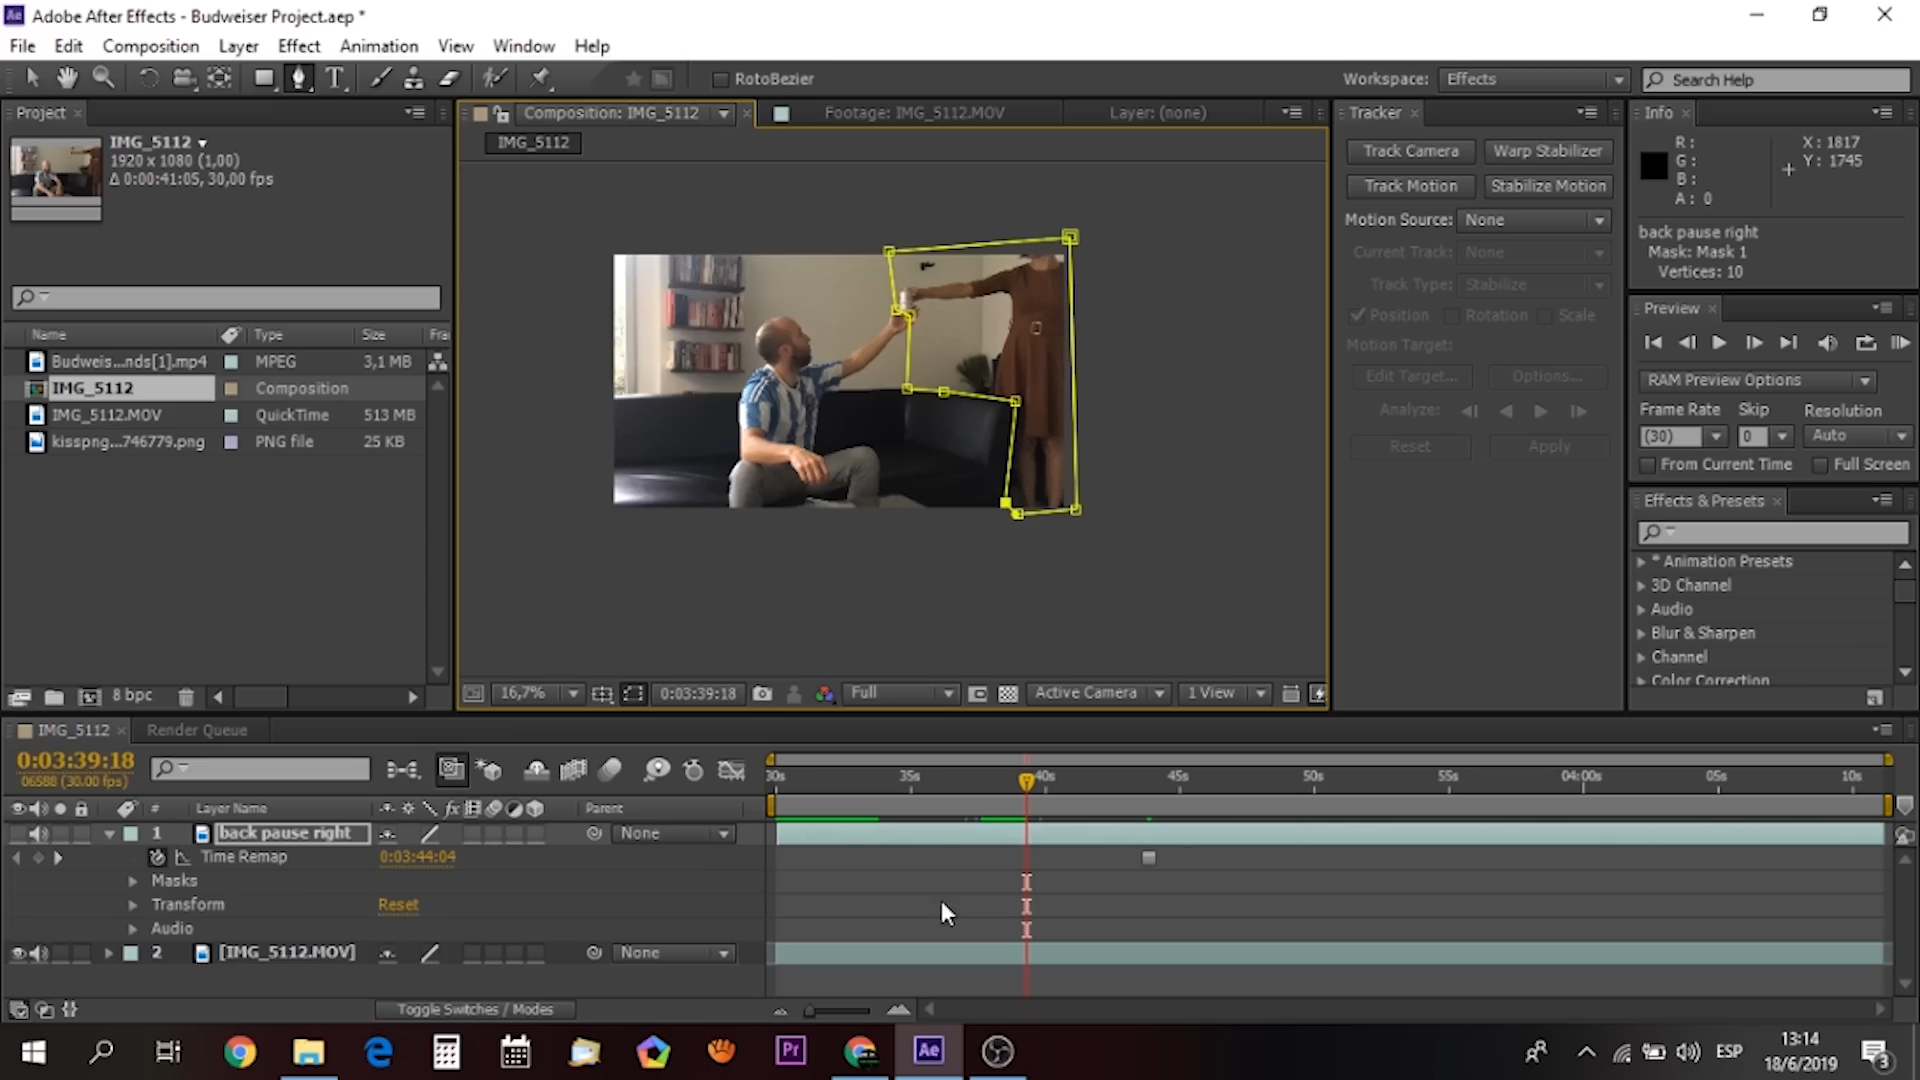 Ae Adobe After Effects - Budweiser Project.aep *
File Edit Composition Layer Effect Animation View Window Help
T RotoBezier Workspace: Effects Search Help
Project
IMG_5112
1920 x 1080 (1,00)
Δ 0:00:41:05, 30,00 fps
Name Type Size Fra
Budweis...nds[1].mp4 MPEG 3,1 MB
IMG_5112 Composition
IMG_5112.MOV QuickTime 513 MB
kisspng...746779.png PNG file 25 KB
8 bpc
Composition: IMG_5112 Footage: IMG_5112.MOV Layer: (none)
IMG_5112
16,7% 0:03:39:18 Full Active Camera 1 View
Tracker
Track Camera Warp Stabilizer
Track Motion Stabilize Motion
Motion Source: None
Current Track: None
Track Type: Stabilize
Position Rotation Scale
Motion Target:
Edit Target... Options...
Analyze:
Reset Apply
Info
R :
G :
B :
A : 0
X : 1817
Y : 1745
back pause right
Mask: Mask 1
Vertices: 10
Preview
RAM Preview Options
Frame Rate Skip Resolution
(30) 0 Auto
From Current Time Full Screen
Effects & Presets
* Animation Presets
3D Channel
Audio
Blur & Sharpen
Channel
Color Correction
IMG_5112 Render Queue
0:03:39:18
06588 (30.00 fps)
30s 35s 40s 45s 50s 55s 04:00s 05s 10s
# Layer Name fx Parent
1 back pause right None
Time Remap 0:03:44:04
Masks
Transform Reset
Audio
2 [IMG_5112.MOV] None
Toggle Switches / Modes
Pr Ae ESP 13:14
18/6/2019
3